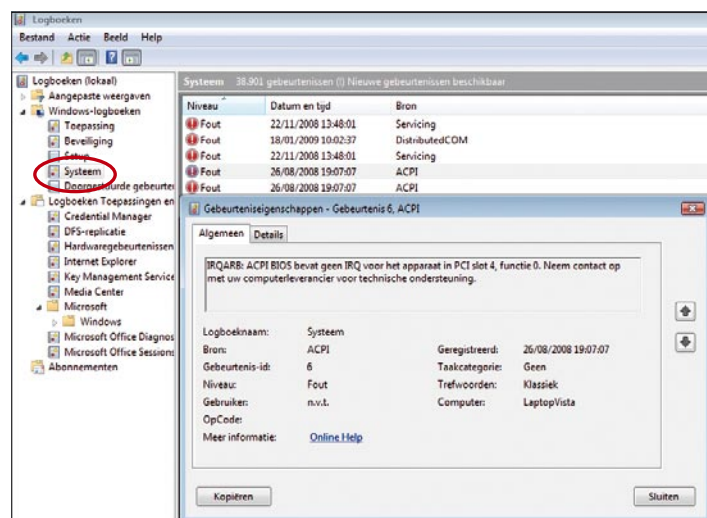 Logboeken
Bestand Actie Beeld Help
Logboeken (lokaal)
Aangepaste weergaven
Windows-logboeken
Toepassing
Beveiliging
Setup
Systeem
Doorgestuurde gebeurte
Logboeken Toepassingen en
Credential Manager
DFS-replicatie
Hardwaregebeurtenissen
Internet Explorer
Key Management Service
Media Center
Microsoft
Windows
Microsoft Office Diagnos
Microsoft Office Sessions
Abonnementen
Systeem 38.901 gebeurtenissen (!) Nieuwe gebeurtenissen beschikbaar
Niveau Datum en tijd Bron
Fout 22/11/2008 13:48:01 Servicing
Fout 18/01/2009 10:02:37 DistributedCOM
Fout 22/11/2008 13:48:01 Servicing
Fout 26/08/2008 19:07:07 ACPI
Fout 26/08/2008 19:07:07 ACPI
Gebeurteniseigenschappen - Gebeurtenis 6, ACPI
Algemeen Details
IRQARB: ACPI BIOS bevat geen IRQ voor het apparaat in PCI slot 4, functie 0. Neem contact op
met uw computerleverancier voor technische ondersteuning.
Logboeknaam: Systeem
Bron: ACPI Geregistreerd: 26/08/2008 19:07:07
Gebeurtenis-id: 6 Taakcategorie: Geen
Niveau: Fout Trefwoorden: Klassiek
Gebruiker: n.v.t. Computer: LaptopVista
OpCode:
Meer informatie: Online Help
Kopiëren Sluiten